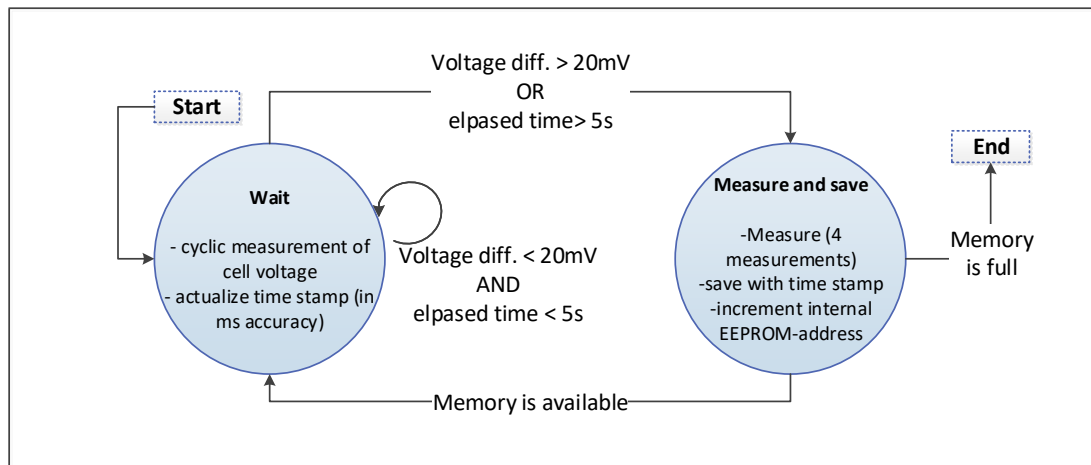 Start
Voltage diff. > 20mV
OR
elpased time> 5s
End
Wait
- cyclic measurement of
cell voltage
- actualize time stamp (in
ms accuracy)
Voltage diff. < 20mV
AND
elpased time < 5s
Measure and save
-Measure (4
measurements)
-save with time stamp
-increment internal
EEPROM-address
Memory
is full
Memory is available